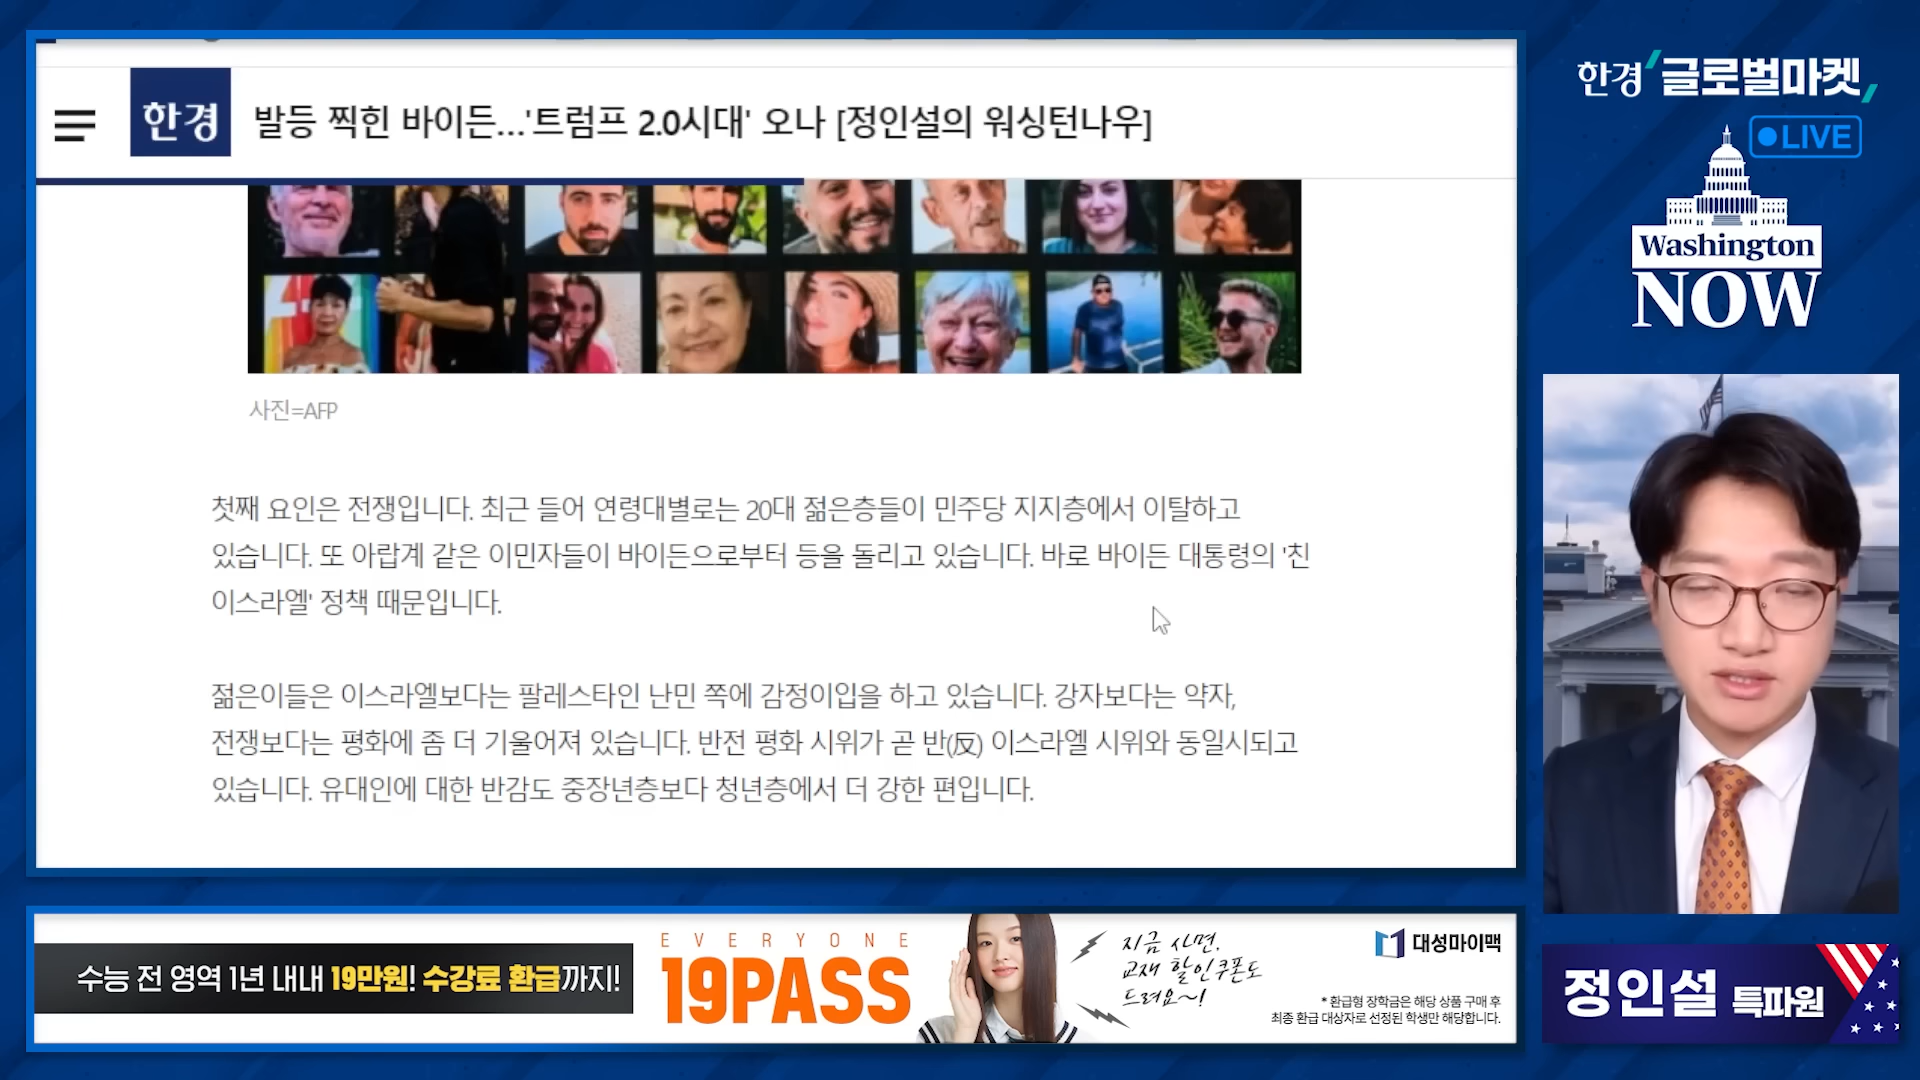 한경
발등 찍힌 바이든...'트럼프 2.0시대' 오나 [정인설의 워싱턴나우]
사진=AFP
첫째 요인은 전쟁입니다. 최근 들어 연령대별로는 20대 젊은층들이 민주당 지지층에서 이탈하고
있습니다. 또 아랍계 같은 이민자들이 바이든으로부터 등을 돌리고 있습니다. 바로 바이든 대통령의 '친
이스라엘' 정책 때문입니다.
젊은이들은 이스라엘보다는 팔레스타인 난민 쪽에 감정이입을 하고 있습니다. 강자보다는 약자,
전쟁보다는 평화에 좀 더 기울어져 있습니다. 반전 평화 시위가 곧 반(反) 이스라엘 시위와 동일시되고
있습니다. 유대인에 대한 반감도 중장년층보다 청년층에서 더 강한 편입니다.
한경 글로벌마켓
LIVE
Washington
NOW
정인설 특파원
수능 전 영역 1년 내내 19만원! 수강료 환급까지!
EVERYONE
19PASS
지금 사면,
교재 할인쿠폰도
드려요~!
대성마이맥
* 환급형 장학금은 해당 상품 구매 후
최종 환급 대상자로 선정된 학생만 해당합니다.